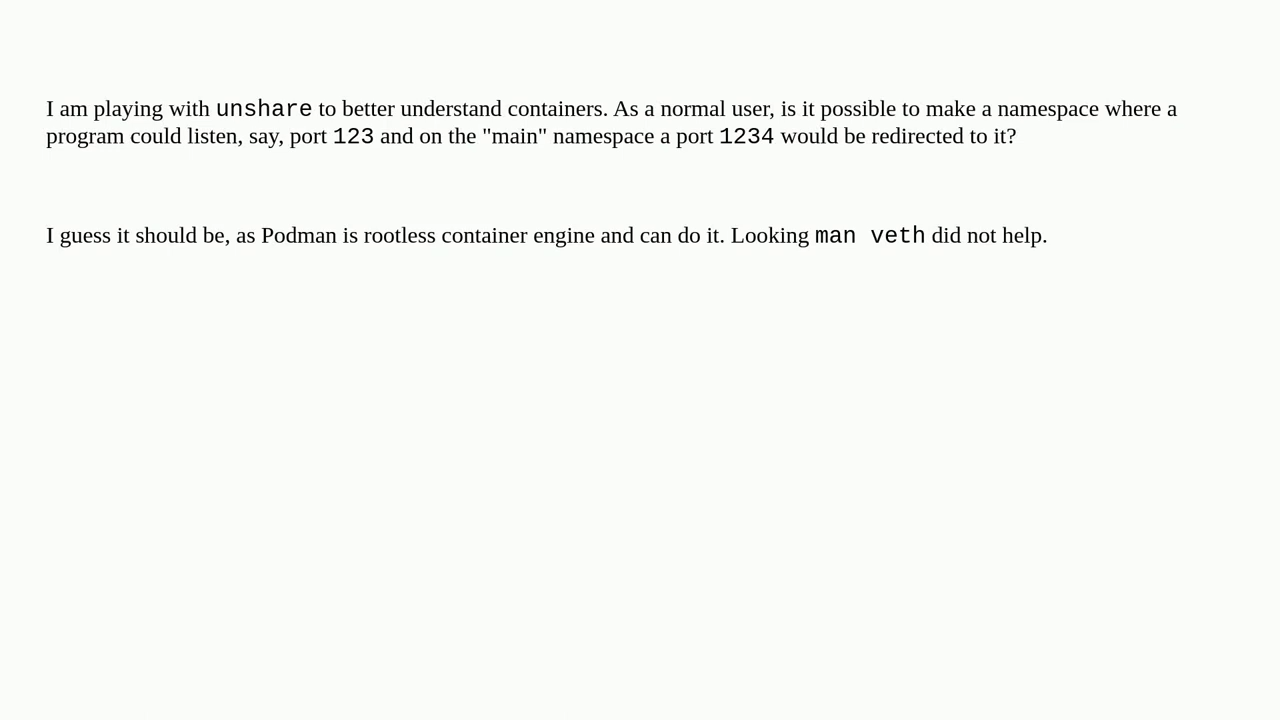 I am playing with unshare to better understand containers. As a normal user, is it possible to make a namespace where a
program could listen, say, port 123 and on the "main" namespace a port 1234 would be redirected to it?
I guess it should be, as Podman is rootless container engine and can do it. Looking man veth did not help.